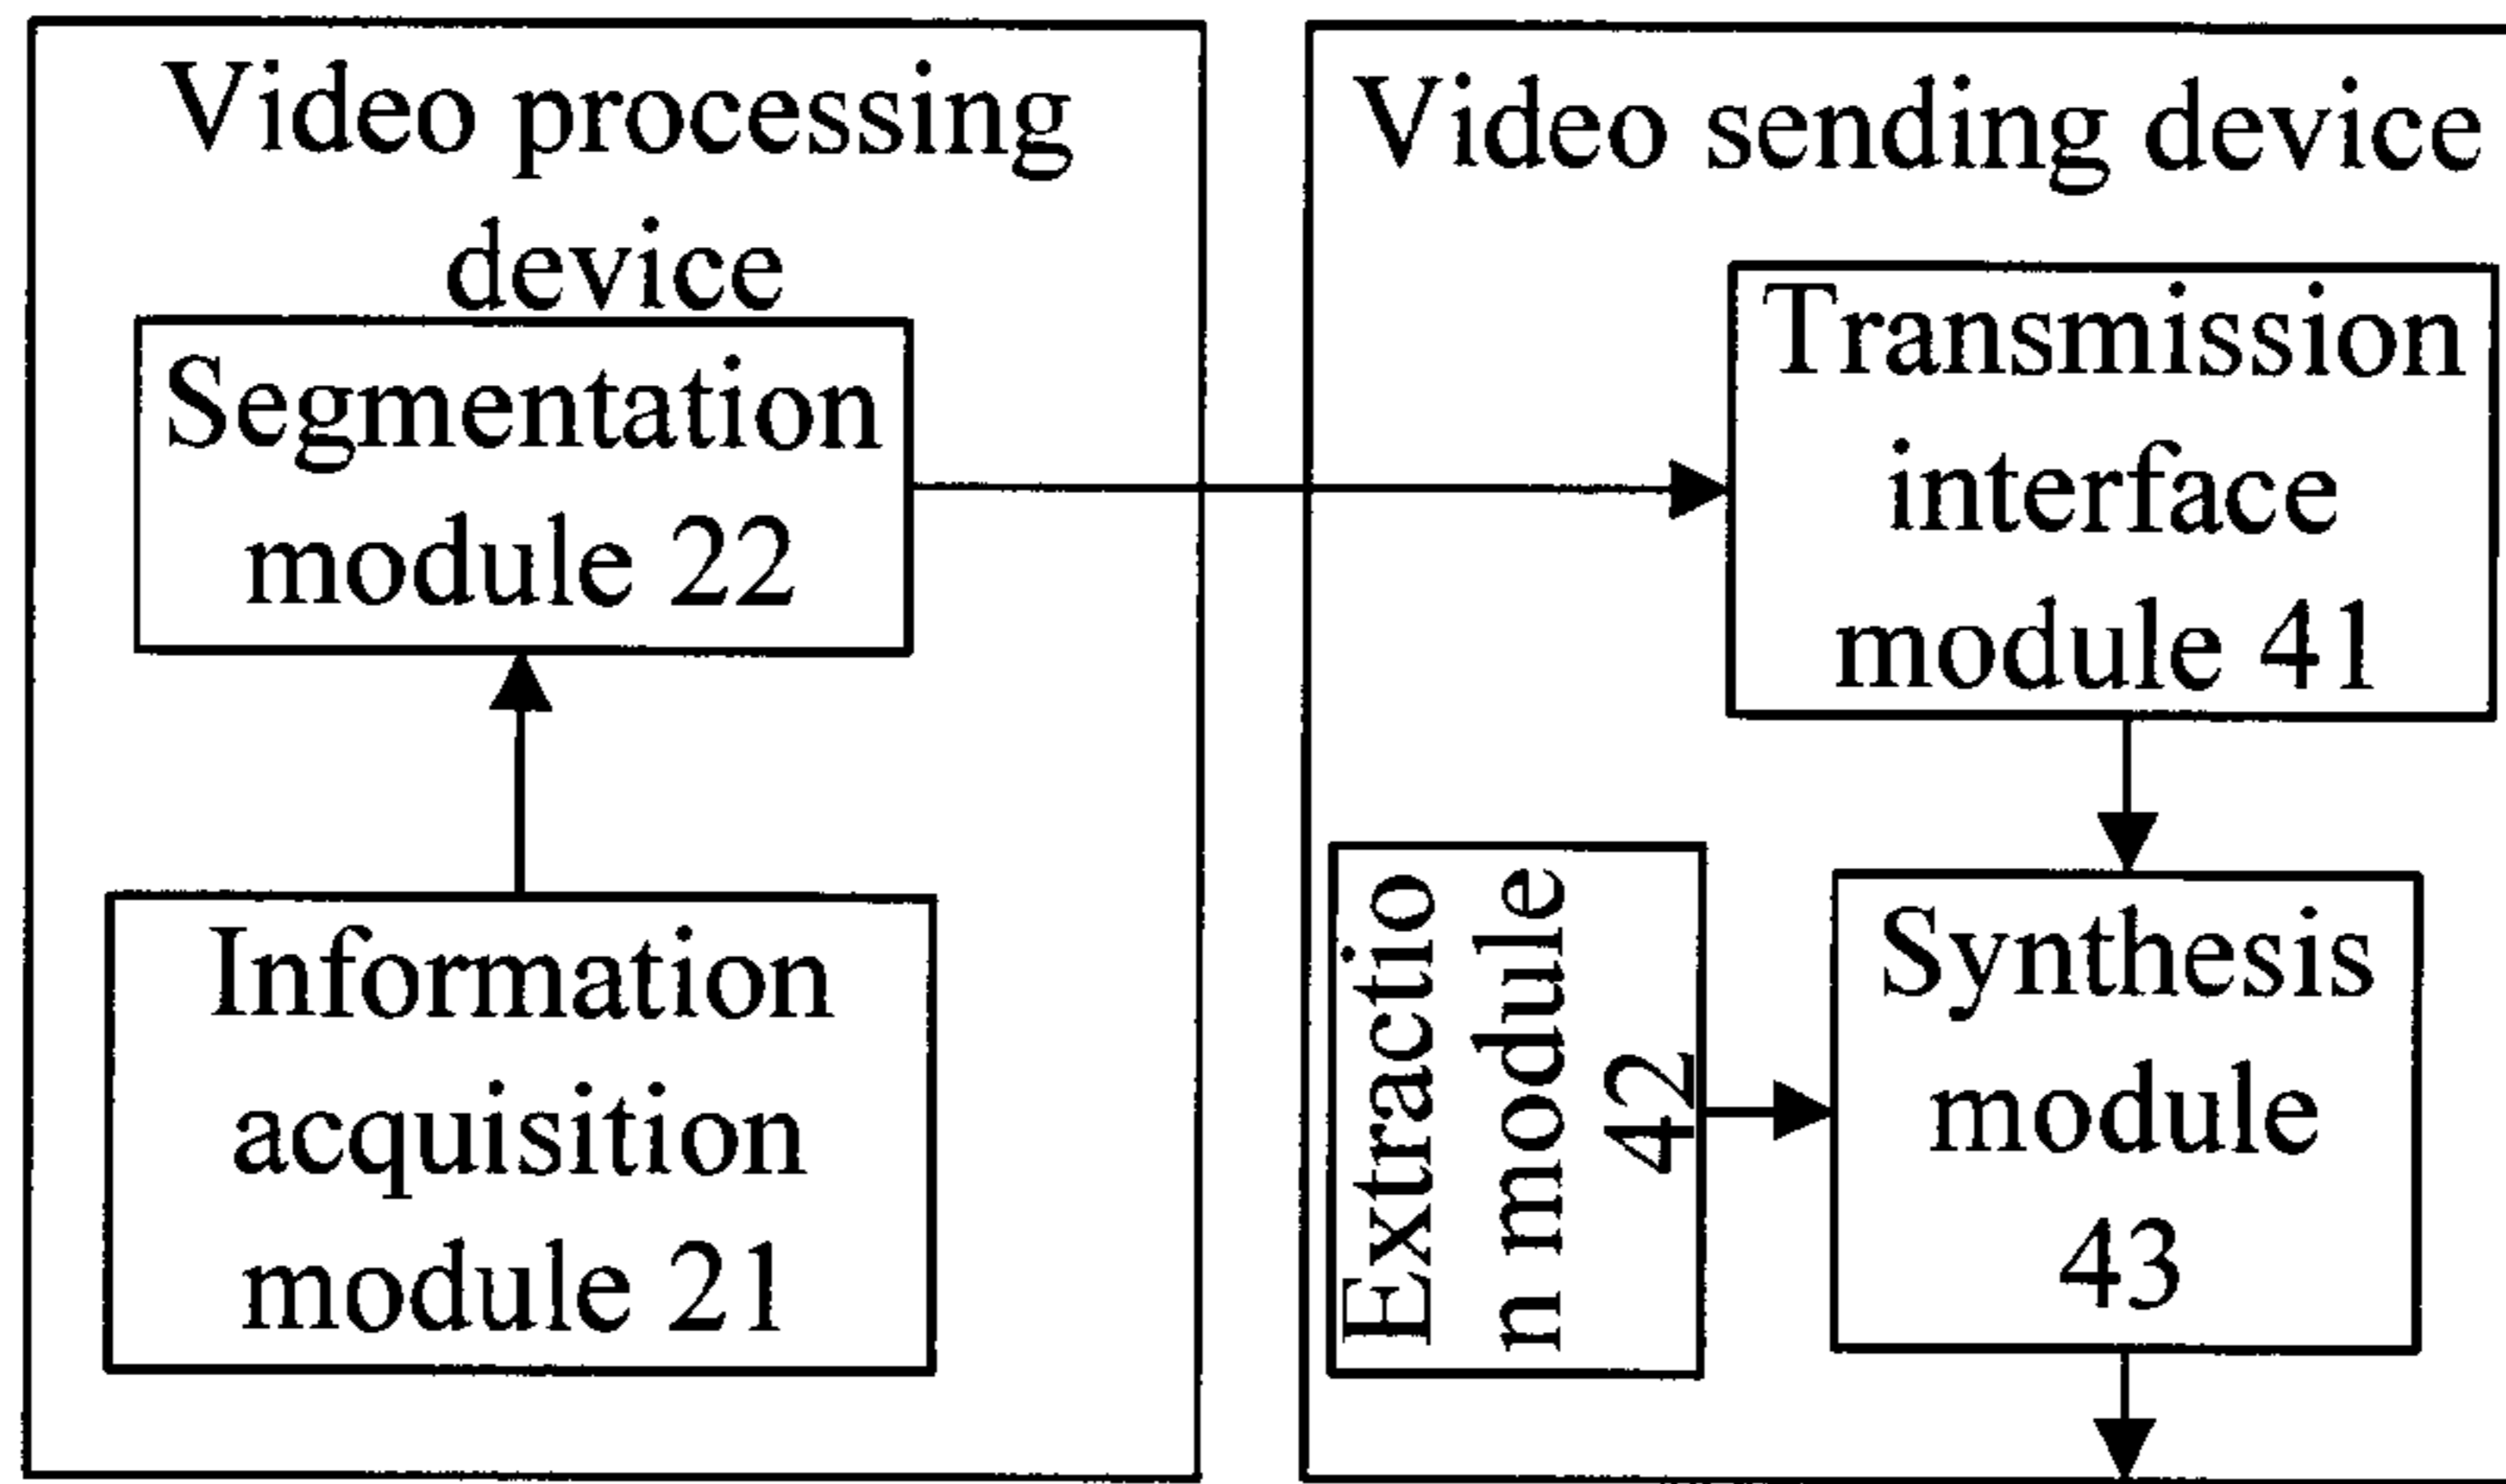 Video processing
device
Segmentation
module 22
Information
acquisition
module 21
Video sending device
Transmission
interface
module 41
Extractio
n module
42
Synthesis
module
43